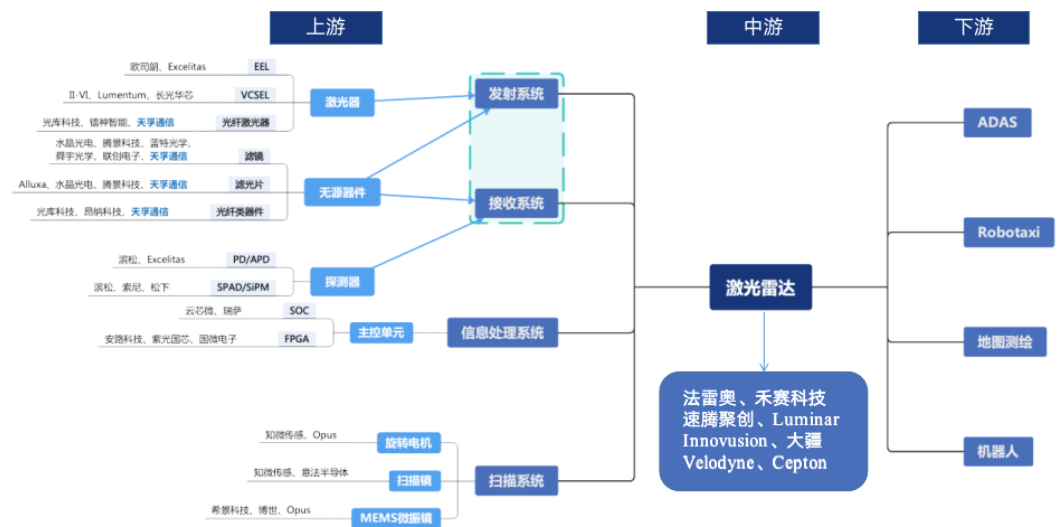 上游
中游
下游
欧司朗、Excelitas
EEL
II-VI、Lumentum、长光华芯
VCSEL
激光器
光库科技、镭神智能、天孚通信
光纤激光器
水晶光电、腾景科技、蓝特光学、
舜宇光学、联创电子、天孚通信
滤镜
Alluxa、水晶光电、腾景科技、天孚通信
滤光片
无源器件
光库科技、昂纳科技、天孚通信
光纤类器件
滨松、Excelitas
PD/APD
滨松、索尼、松下
SPAD/SiPM
探测器
云芯微、瑞萨
SOC
安路科技、紫光国芯、国微电子
FPGA
主控单元
知微传感、Opus
旋转电机
知微传感、意法半导体
扫描镜
希景科技、博世、Opus
MEMS微振镜
发射系统
接收系统
信息处理系统
扫描系统
激光雷达
法雷奥、禾赛科技
速腾聚创、Luminar
Innovusion、大疆
Velodyne、Cepton
ADAS
Robotaxi
地图测绘
机器人